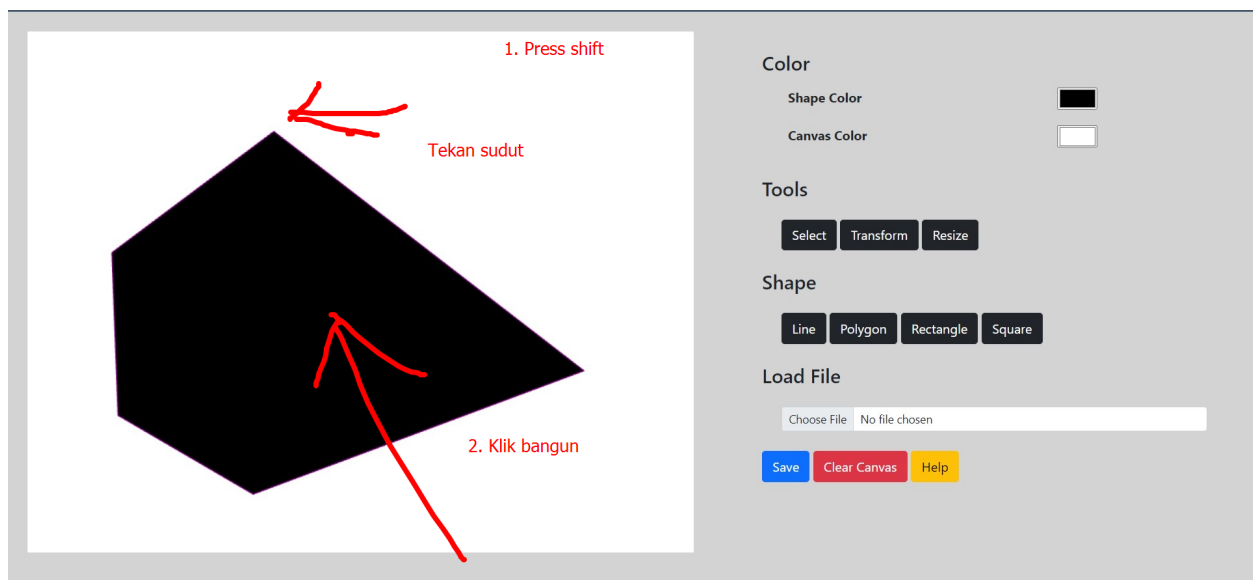 1. Press shift
Tekan sudut
2. Klik bangun
Color
Shape Color
Canvas Color
Tools
Select Transform Resize
Shape
Line Polygon Rectangle Square
Load File
Choose File No file chosen
Save Clear Canvas Help